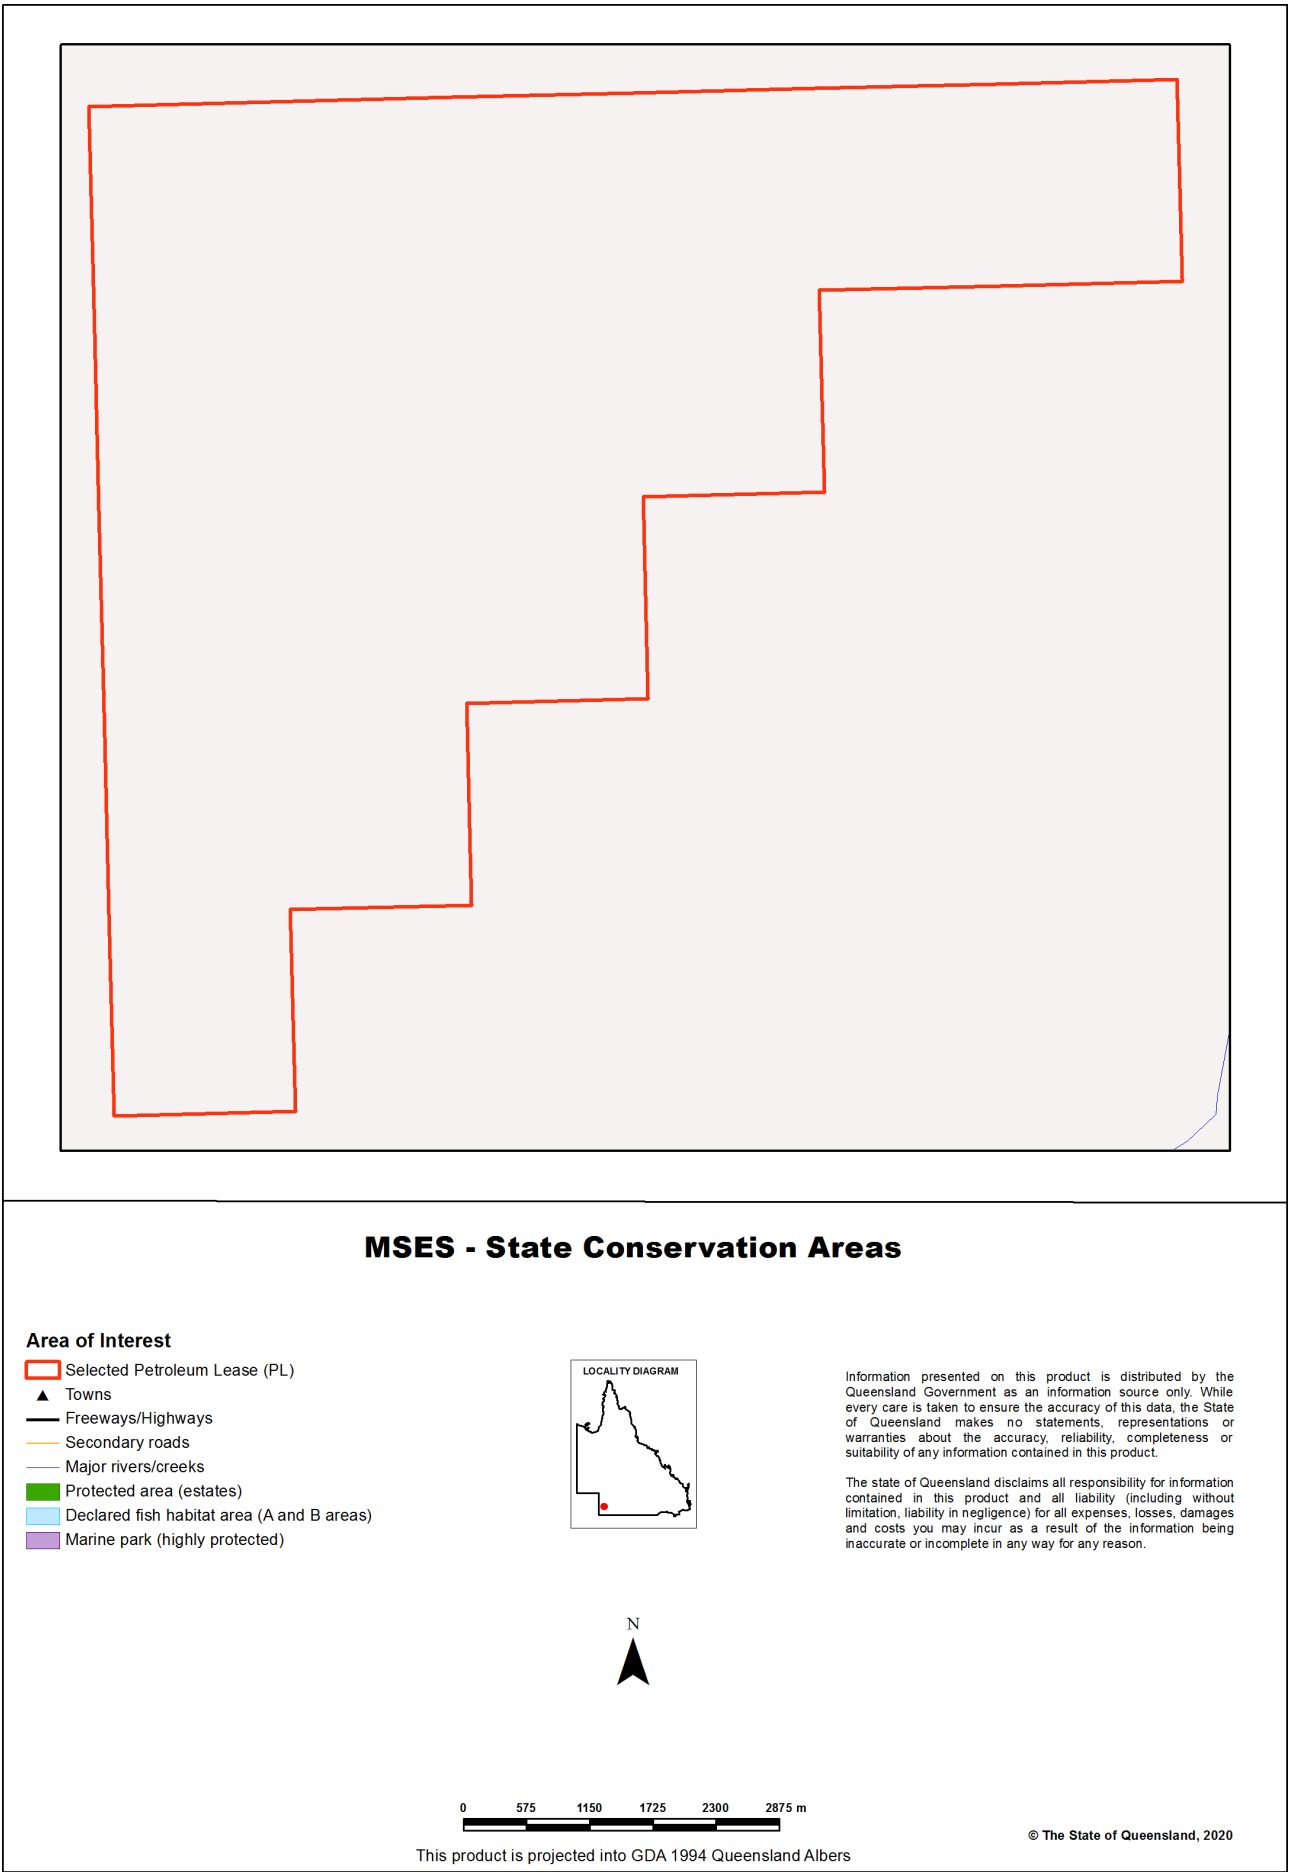 MSES - State Conservation Areas
Area of Interest
Selected Petroleum Lease (PL)
Towns
Freeways/Highways
Secondary roads
Major rivers/creeks
Protected area (estates)
Declared fish habitat area (A and B areas)
Marine park (highly protected)
LOCALITY DIAGRAM
Information presented on this product is distributed by the
Queensland Government as an information source only. While
every care is taken to ensure the accuracy of this data, the State
of Queensland makes no statements, representations or
warranties about the accuracy, reliability, completeness or
suitability of any information contained in this product.
The state of Queensland disclaims all responsibility for information
contained in this product and all liability (including without
limitation, liability in negligence) for all expenses, losses, damages
and costs you may incur as a result of the information being
inaccurate or incomplete in any way for any reason.
N
0 575 1150 1725 2300 2875 m
This product is projected into GDA 1994 Queensland Albers
© The State of Queensland, 2020